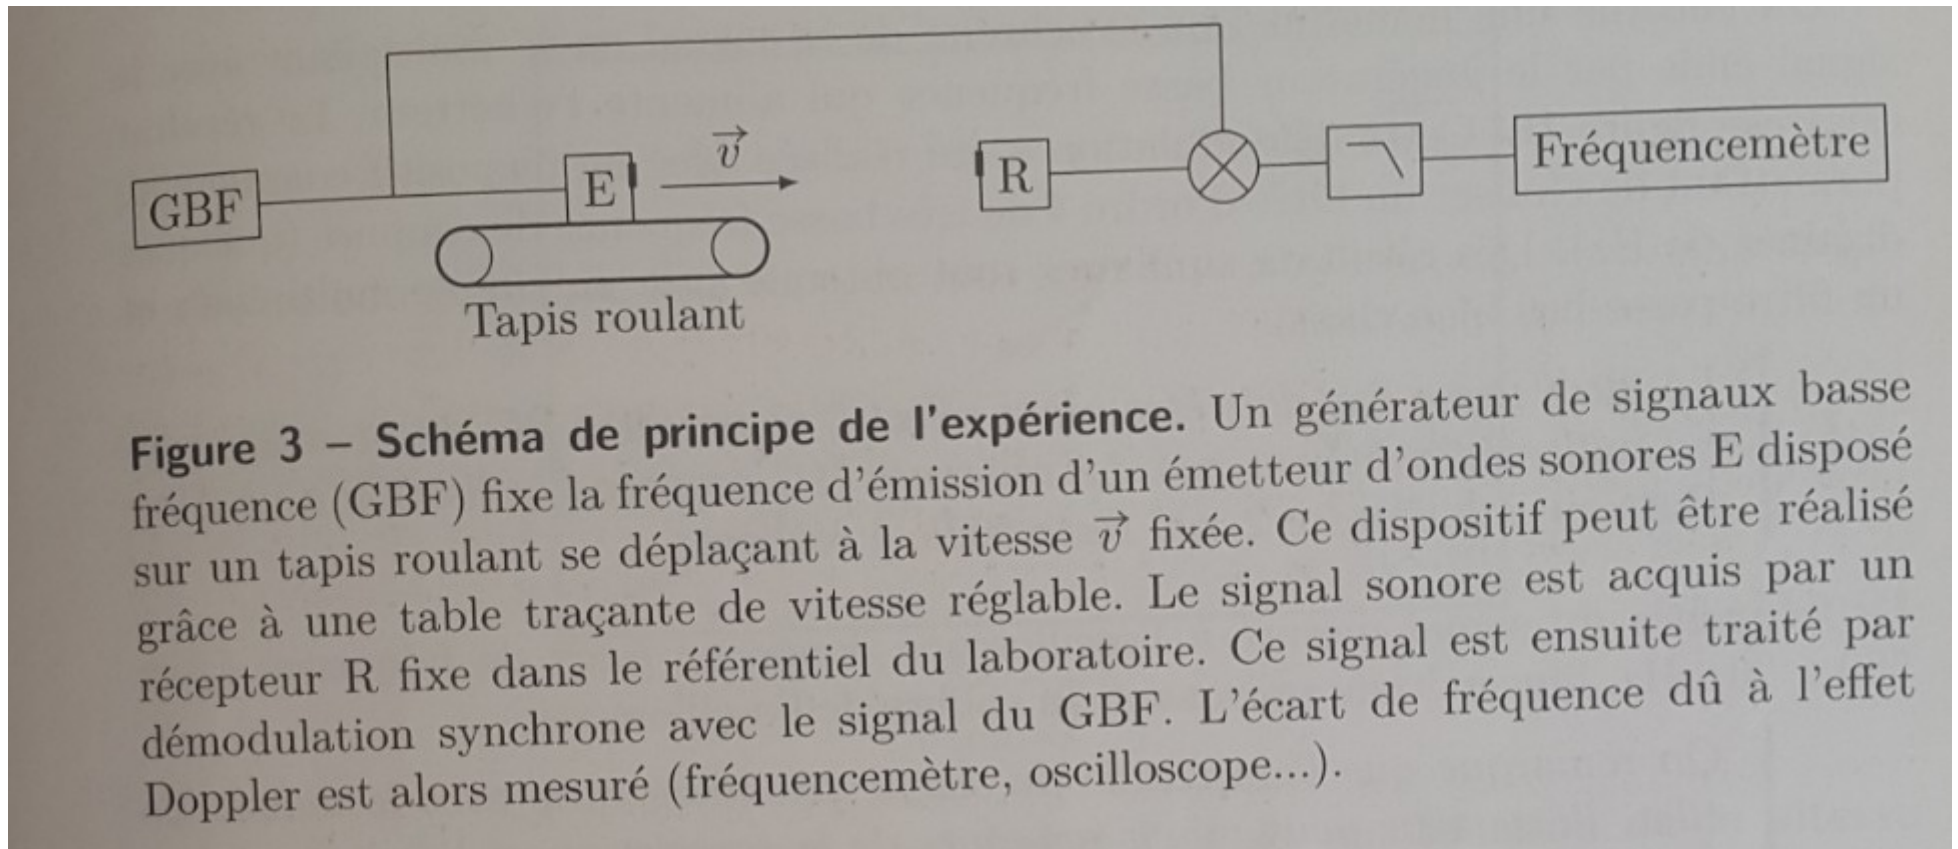 GBF
E
v
R
Fréquencemètre
Tapis roulant
Figure 3 – Schéma de principe de l'expérience. Un générateur de signaux basse
fréquence (GBF) fixe la fréquence d'émission d'un émetteur d'ondes sonores E disposé
sur un tapis roulant se déplaçant à la vitesse v⃗ fixée. Ce dispositif peut être réalisé
grâce à une table traçante de vitesse réglable. Le signal sonore est acquis par un
récepteur R fixe dans le référentiel du laboratoire. Ce signal est ensuite traité par
démodulation synchrone avec le signal du GBF. L'écart de fréquence dû à l'effet
Doppler est alors mesuré (fréquencemètre, oscilloscope...).